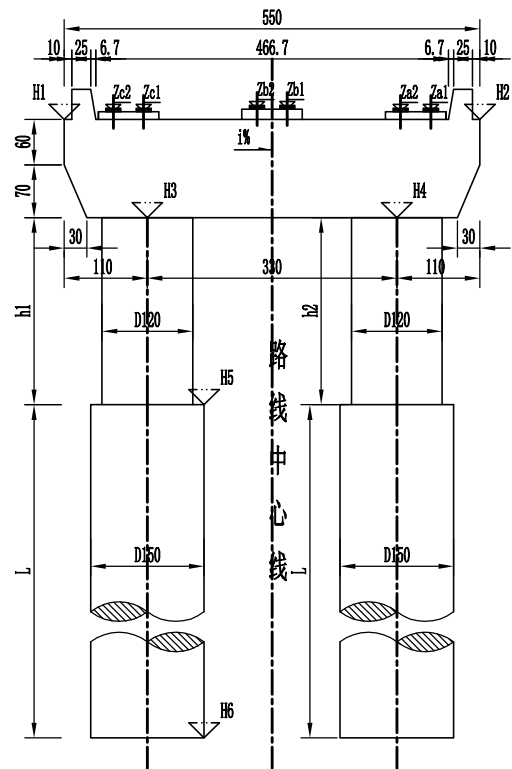 550
10 25 6.7 466.7 6.7 25 10
H1 Zc2 Zc1 Zb2 Zb1 Za2 Za1 H2
60
i%
70
H3 H4
30 30
110 330 110
h1 h2
D120 D120
路线中心线
H5
D150 D150
L L
H6